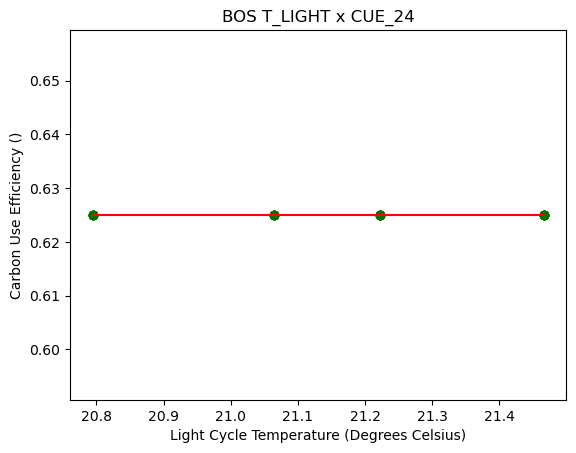 BOS T_LIGHT x CUE_24
Carbon Use Efficiency ()
0.65
0.64
0.63
0.62
0.61
0.60
20.8 20.9 21.0 21.1 21.2 21.3 21.4
Light Cycle Temperature (Degrees Celsius)